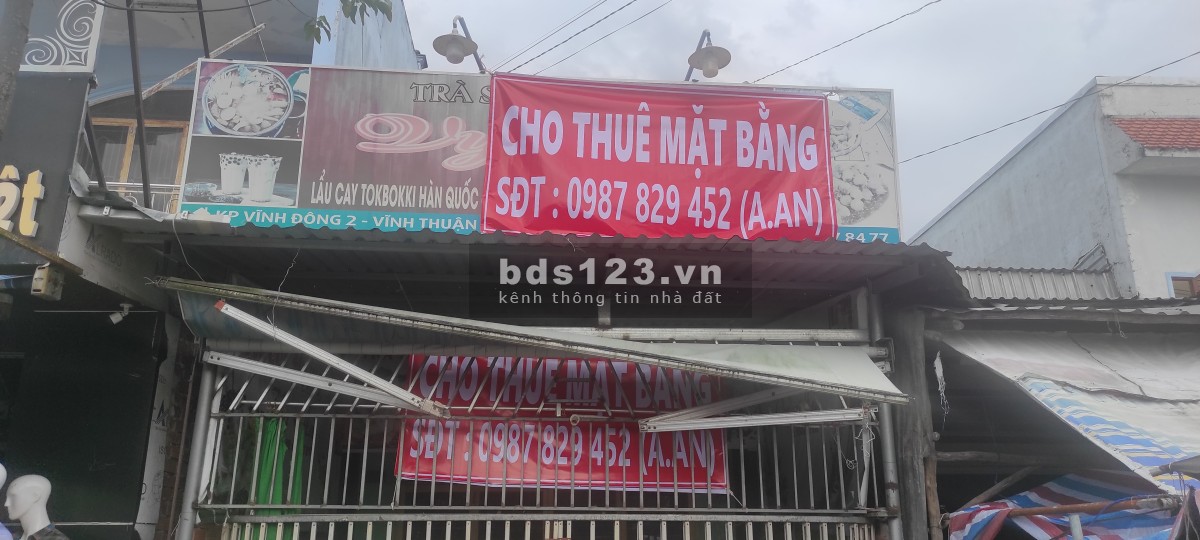 TRÀ S
CHO THUÊ MẶT BẰNG
SĐT : 0987 829 452 (A.AN)
LẨU CAY TOKBOKKI HÀN QUỐC
KP VĨNH ĐÔNG 2 - VĨNH THUẬN
8477
bds123.vn
kênh thông tin nhà đất
CHO THUÊ MẶT BẰNG
SĐT : 0987 829 452 (A.AN)